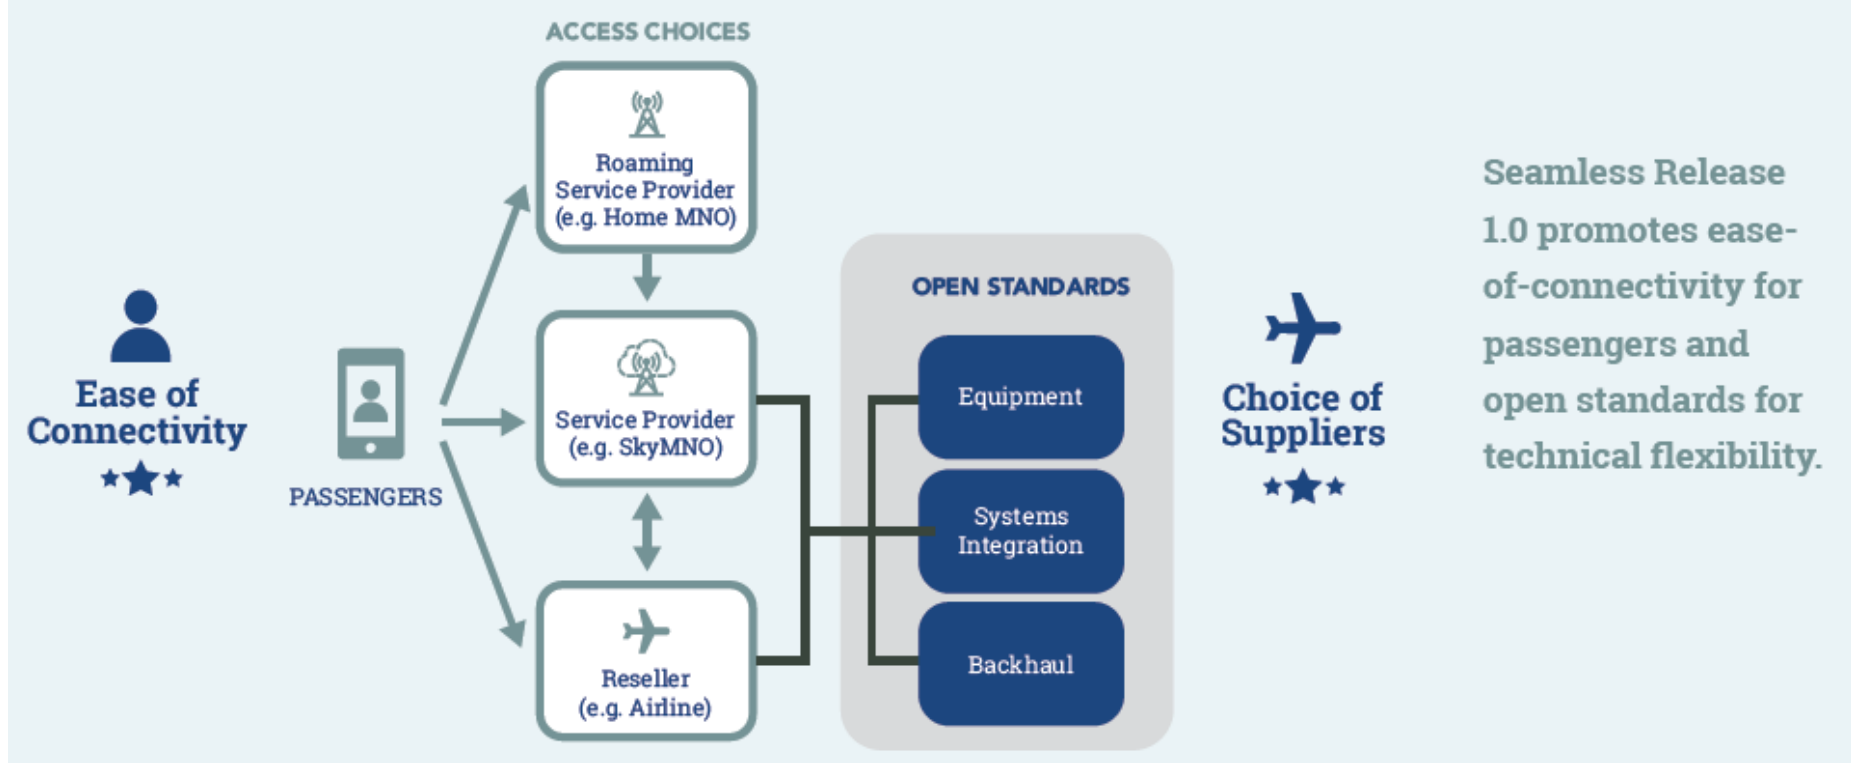 ACCESS CHOICES
Roaming
Service Provider
(e.g. Home MNO)
Ease of
Connectivity
PASSENGERS
Service Provider
(e.g. SkyMNO)
Reseller
(e.g. Airline)
OPEN STANDARDS
Equipment
Systems
Integration
Backhaul
Choice of
Suppliers
Seamless Release
1.0 promotes ease-
of-connectivity for
passengers and
open standards for
technical flexibility.